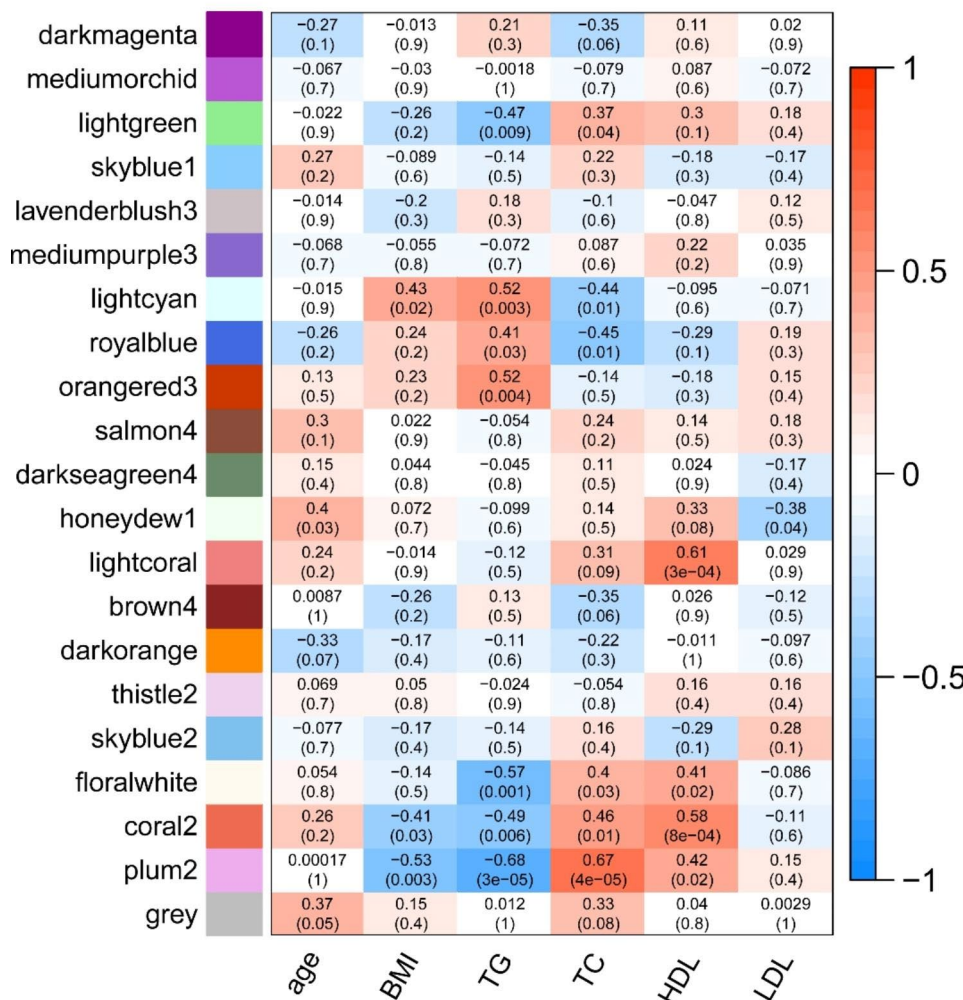 darkmagenta −0.27 −0.013 0.21 −0.35 0.11 0.02
(0.1) (0.9) (0.3) (0.06) (0.6) (0.9)
mediumorchid −0.067 −0.03 −0.0018 −0.079 0.087 −0.072
(0.7) (0.9) (1) (0.7) (0.6) (0.7)
lightgreen −0.022 −0.26 −0.47 0.37 0.3 0.18
(0.9) (0.2) (0.009) (0.04) (0.1) (0.4)
skyblue1 0.27 −0.089 −0.14 0.22 −0.18 −0.17
(0.2) (0.6) (0.5) (0.3) (0.3) (0.4)
lavenderblush3 −0.014 −0.2 0.18 −0.1 −0.047 0.12
(0.9) (0.3) (0.3) (0.6) (0.8) (0.5)
mediumpurple3 −0.068 −0.055 −0.072 0.087 0.22 0.035
(0.7) (0.8) (0.7) (0.6) (0.2) (0.9)
lightcyan −0.015 0.43 0.52 −0.44 −0.095 −0.071
(0.9) (0.02) (0.003) (0.01) (0.6) (0.7)
royalblue −0.26 0.24 0.41 −0.45 −0.29 0.19
(0.2) (0.2) (0.03) (0.01) (0.1) (0.3)
orangered3 0.13 0.23 0.52 −0.14 −0.18 0.15
(0.5) (0.2) (0.004) (0.5) (0.3) (0.4)
salmon4 0.3 0.022 −0.054 0.24 0.14 0.18
(0.1) (0.9) (0.8) (0.2) (0.5) (0.3)
darkseagreen4 0.15 0.044 −0.045 0.11 0.024 −0.17
(0.4) (0.8) (0.8) (0.5) (0.9) (0.4)
honeydew1 0.4 0.072 −0.099 0.14 0.33 −0.38
(0.03) (0.7) (0.6) (0.5) (0.08) (0.04)
lightcoral 0.24 −0.014 −0.12 0.31 0.61 0.029
(0.2) (0.9) (0.5) (0.09) (3e−04) (0.9)
brown4 0.0087 −0.26 0.13 −0.35 0.026 −0.12
(1) (0.2) (0.5) (0.06) (0.9) (0.5)
darkorange −0.33 −0.17 −0.11 −0.22 −0.011 −0.097
(0.07) (0.4) (0.6) (0.3) (1) (0.6)
thistle2 0.069 0.05 −0.024 −0.054 0.16 0.16
(0.7) (0.8) (0.9) (0.8) (0.4) (0.4)
skyblue2 −0.077 −0.17 −0.14 0.16 −0.29 0.28
(0.7) (0.4) (0.5) (0.4) (0.1) (0.1)
floralwhite 0.054 −0.14 −0.57 0.4 0.41 −0.086
(0.8) (0.5) (0.001) (0.03) (0.02) (0.7)
coral2 0.26 −0.41 −0.49 0.46 0.58 −0.11
(0.2) (0.03) (0.006) (0.01) (8e−04) (0.6)
plum2 0.00017 −0.53 −0.68 0.67 0.42 0.15
(1) (0.003) (3e−05) (4e−05) (0.02) (0.4)
grey 0.37 0.15 0.012 0.33 0.04 0.0029
(0.05) (0.4) (1) (0.08) (0.8) (1)
age BMI TG TC HDL LDL
1
0.5
0
−0.5
−1